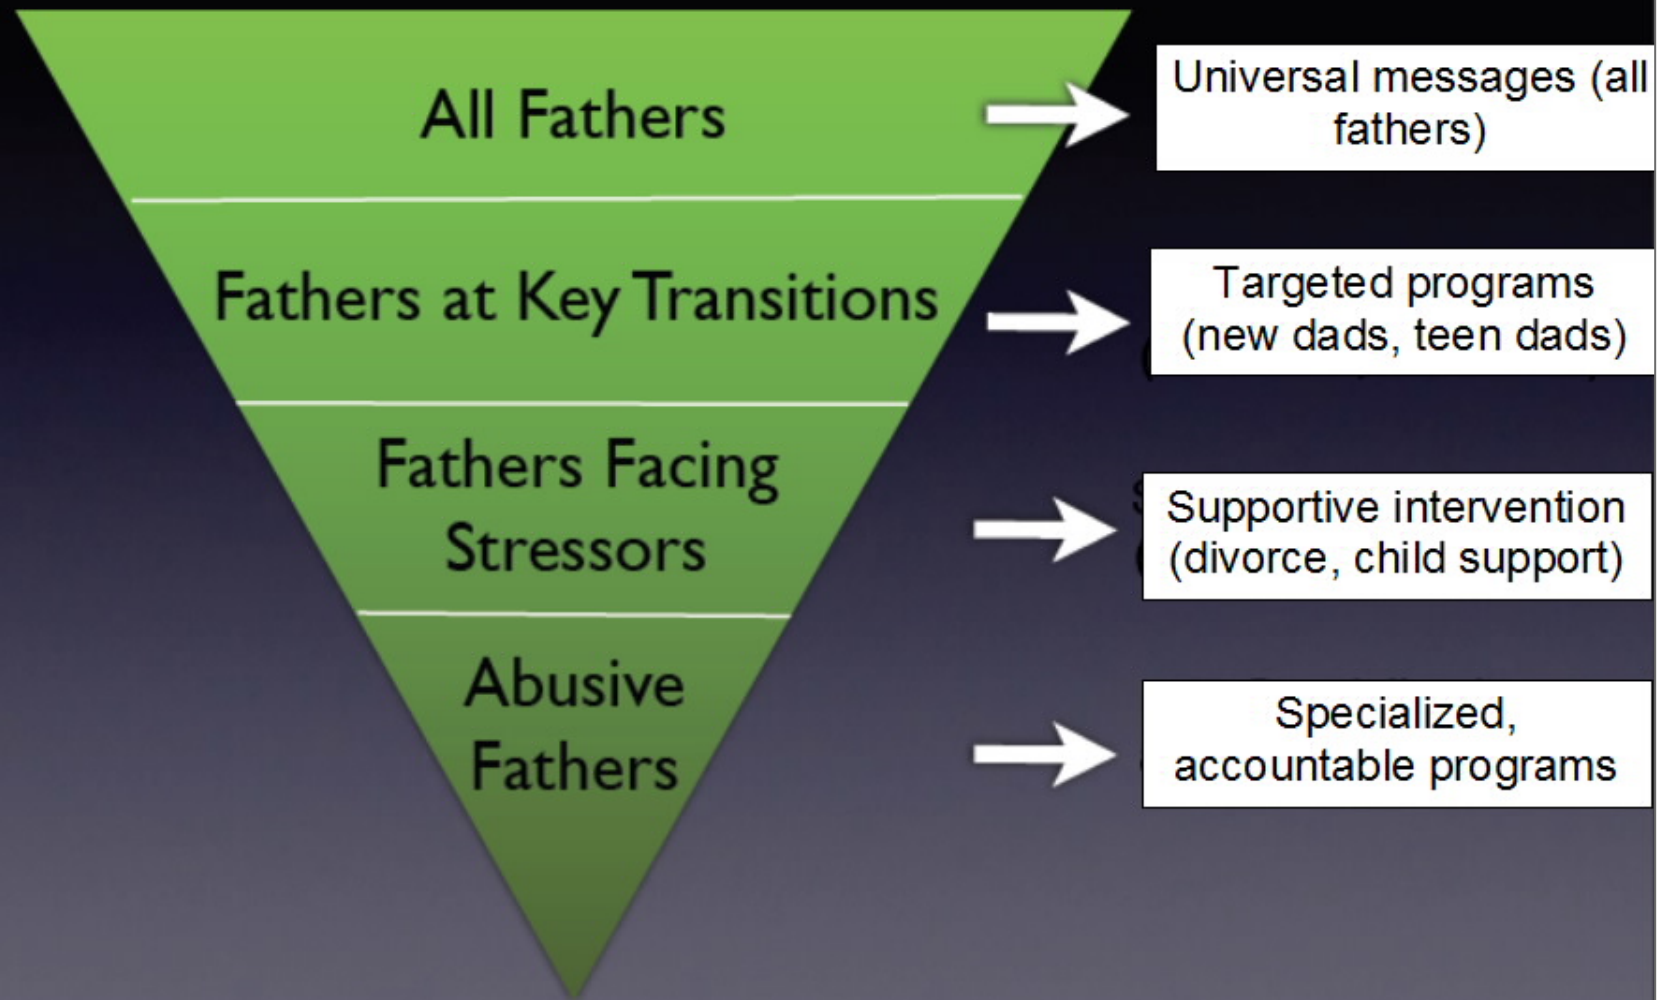 All Fathers
Universal messages (all
fathers)
Fathers at Key Transitions
Targeted programs
(new dads, teen dads)
Fathers Facing
Stressors
Supportive intervention
(divorce, child support)
Abusive
Fathers
Specialized,
accountable programs